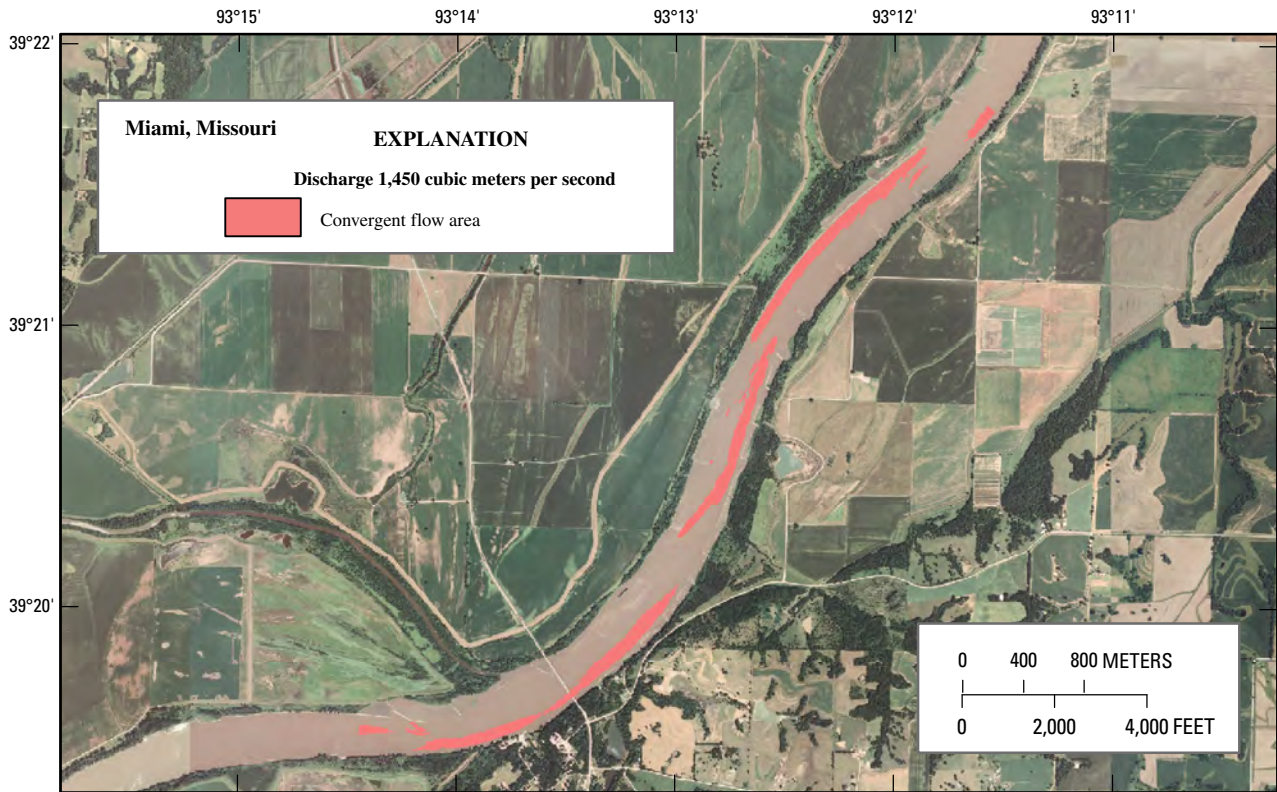 93°15' 93°14' 93°13' 93°12' 93°11'
39°22'
Miami, Missouri
EXPLANATION
Discharge 1,450 cubic meters per second
Convergent flow area
39°21'
39°20'
0 400 800 METERS
0 2,000 4,000 FEET